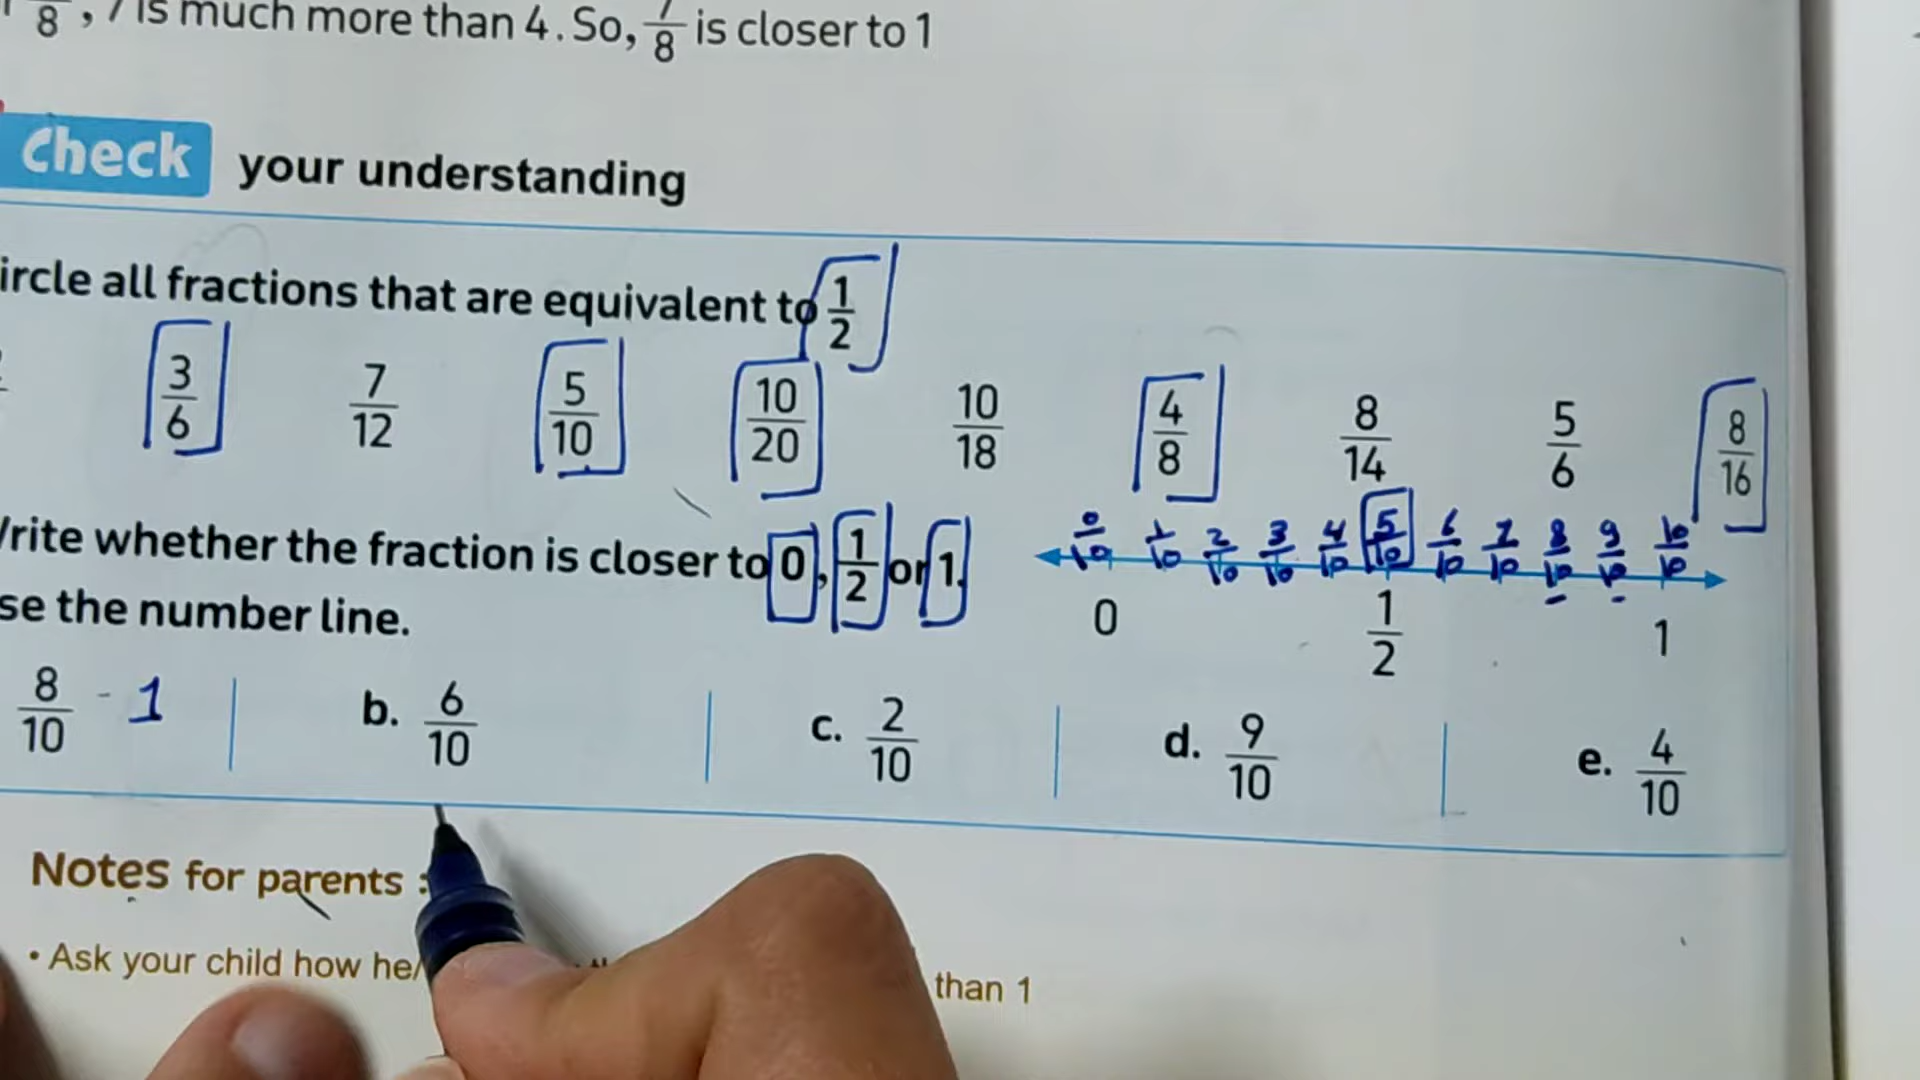 8, 7 is much more than 4. So, 7/8 is closer to 1
Check your understanding
ircle all fractions that are equivalent to 1/2
3/6 7/12 5/10 10/20 10/18 4/8 8/14 5/6 8/16
rite whether the fraction is closer to 0, 1/2 or 1.
0/10 1/10 2/10 3/10 4/10 5/10 6/10 7/10 8/10 9/10 10/10
se the number line.
0 1/2 1
8/10 - 1 b. 6/10 c. 2/10 d. 9/10 e. 4/10
Notes for parents :
• Ask your child how he/ than 1